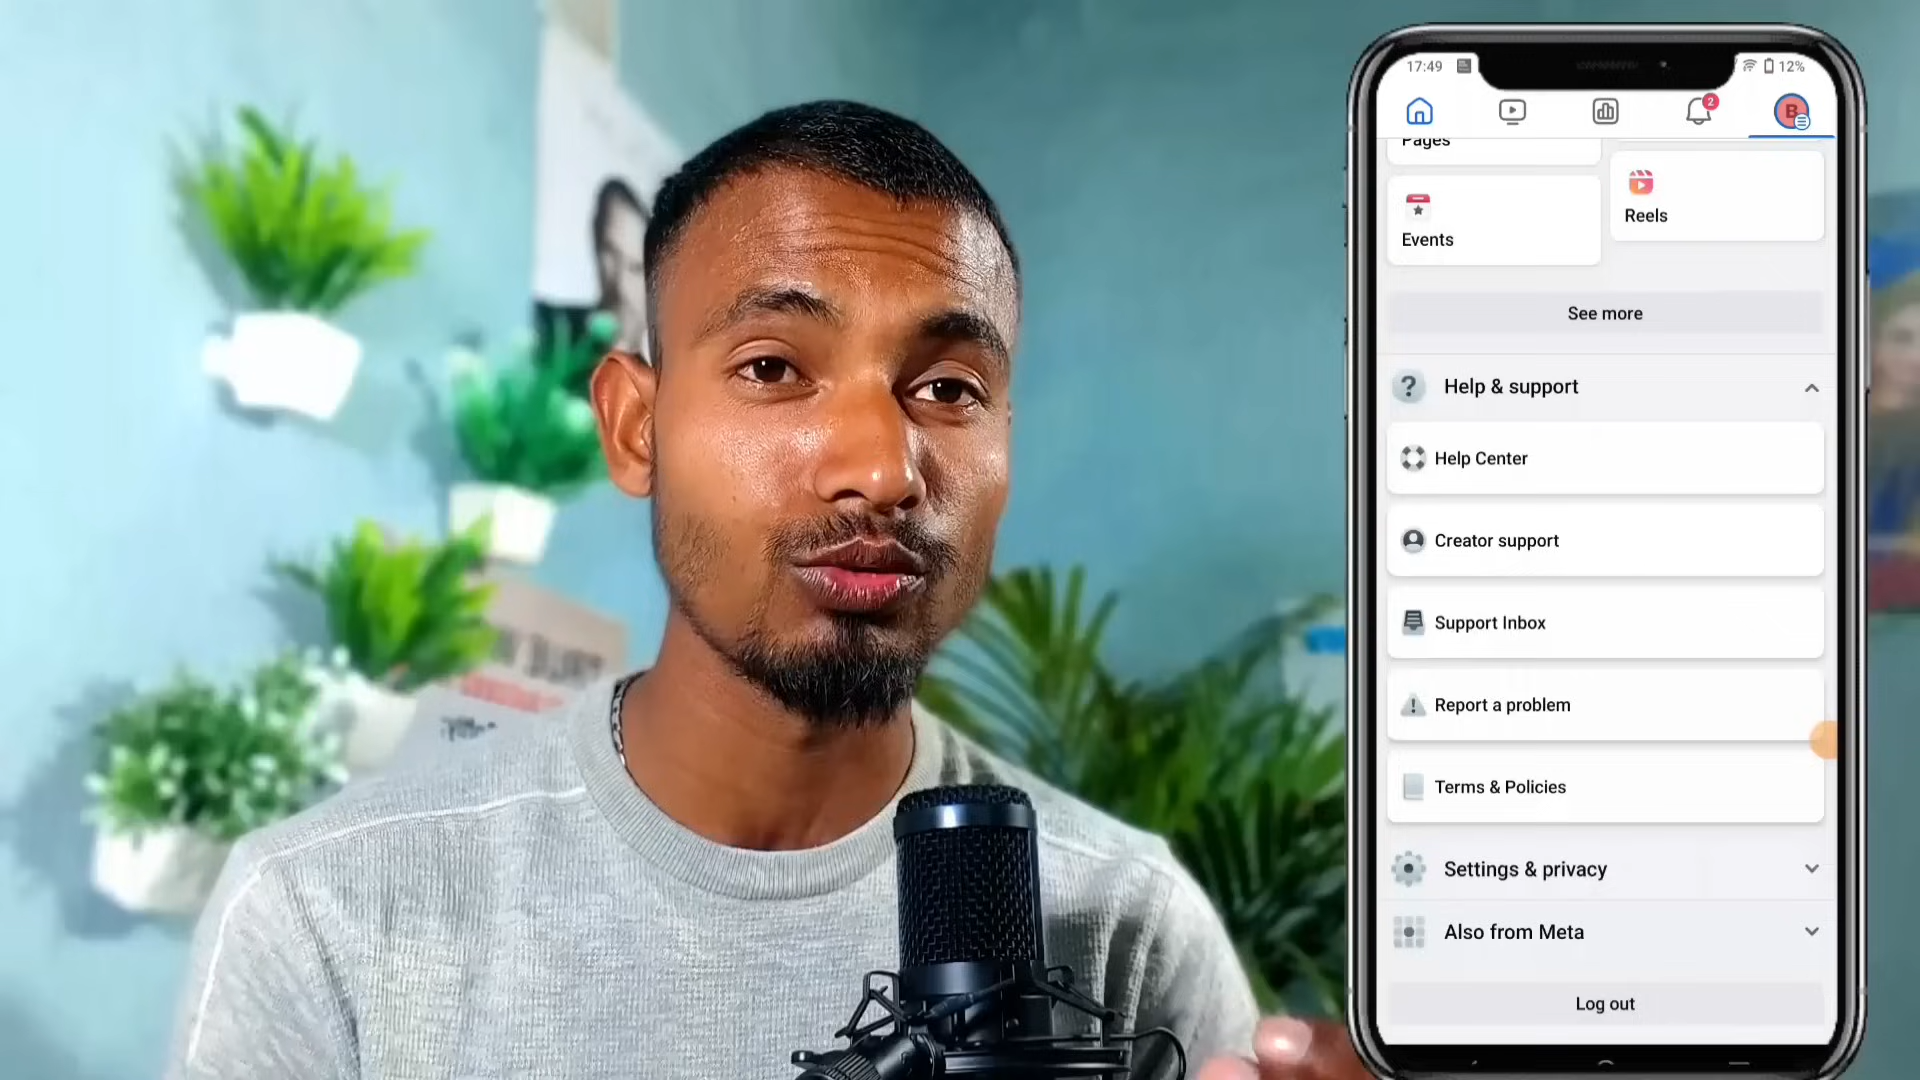 17:49
12%
2
B
Pages
Reels
Events
See more
? Help & support
Help Center
Creator support
Support Inbox
Report a problem
Terms & Policies
Settings & privacy
Also from Meta
Log out